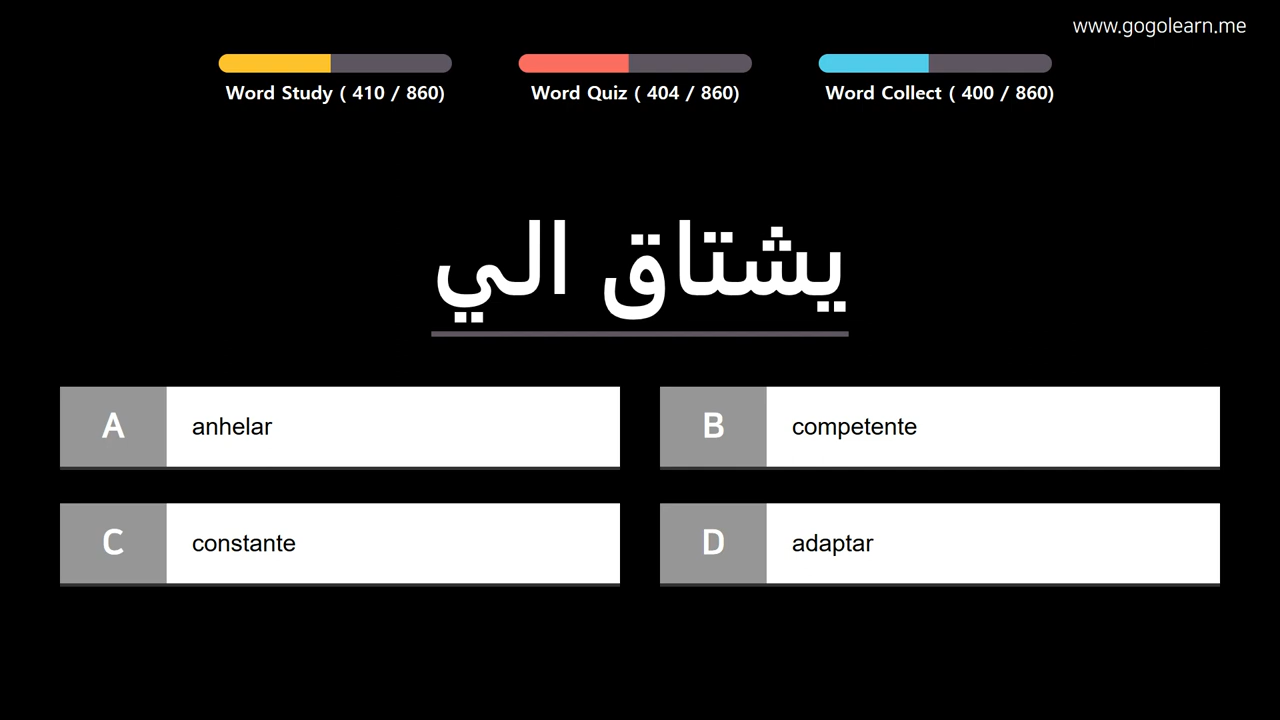 www.gogolearn.me
Word Study ( 410 / 860)
Word Quiz ( 404 / 860)
Word Collect ( 400 / 860)
يشتاق الي
A anhelar
B competente
C constante
D adaptar